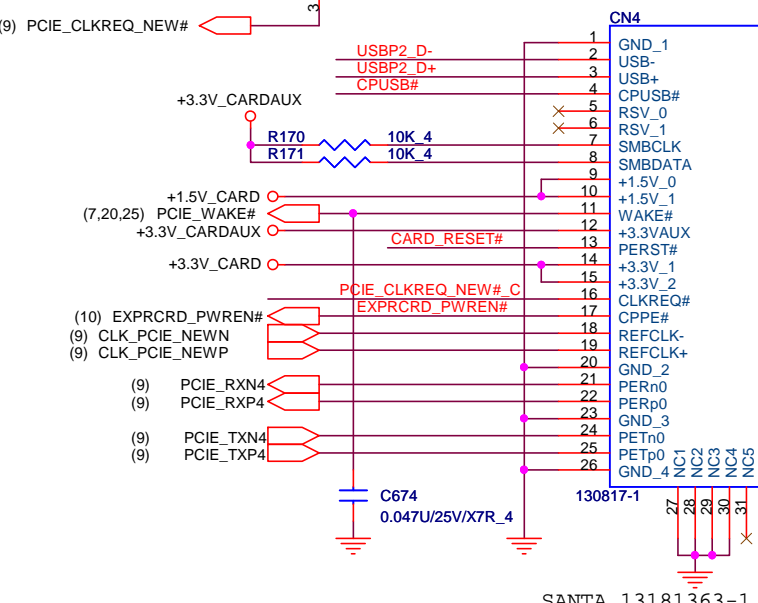 3
(9) PCIE_CLKREQ_NEW#
CN4
USBP2_D-
USBP2_D+
CPUSB#
+3.3V_CARDAUX
R170 10K_4
R171 10K_4
+1.5V_CARD
(7,20,25) PCIE_WAKE#
+3.3V_CARDAUX
CARD_RESET#
+3.3V_CARD
PCIE_CLKREQ_NEW#_C
EXPRCRD_PWREN#
(10) EXPRCRD_PWREN#
(9) CLK_PCIE_NEWN
(9) CLK_PCIE_NEWP
(9) PCIE_RXN4
(9) PCIE_RXP4
(9) PCIE_TXN4
(9) PCIE_TXP4
1 GND_1
2 USB-
3 USB+
4 CPUSB#
5 RSV_0
6 RSV_1
7 SMBCLK
8 SMBDATA
9 +1.5V_0
10 +1.5V_1
11 WAKE#
12 +3.3VAUX
13 PERST#
14 +3.3V_1
15 +3.3V_2
16 CLKREQ#
17 CPPE#
18 REFCLK-
19 REFCLK+
20 GND_2
21 PERn0
22 PERp0
23 GND_3
24 PETn0
25 PETp0
26 GND_4
NC1
NC2
NC3
NC4
NC5
27
28
29
30
31
130817-1
C674
0.047U/25V/X7R_4
SANTA 13181363-1